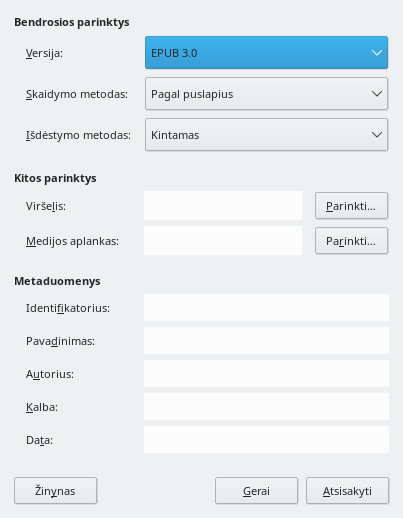 Bendrosios parinktys
Versija: EPUB 3.0
Skaidymo metodas: Pagal puslapius
Išdėstymo metodas: Kintamas
Kitos parinktys
Viršelis: Parinkti...
Medijos aplankas: Parinkti...
Metaduomenys
Identifikatorius:
Pavadinimas:
Autorius:
Kalba:
Data:
Žinynas Gerai Atsisakyti